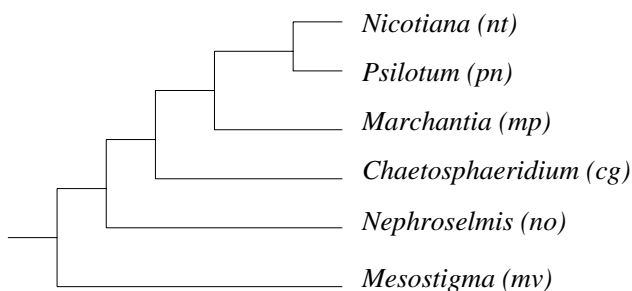 Nicotiana (nt)
Psilotum (pn)
Marchantia (mp)
Chaetosphaeridium (cg)
Nephroselmis (no)
Mesostigma (mv)